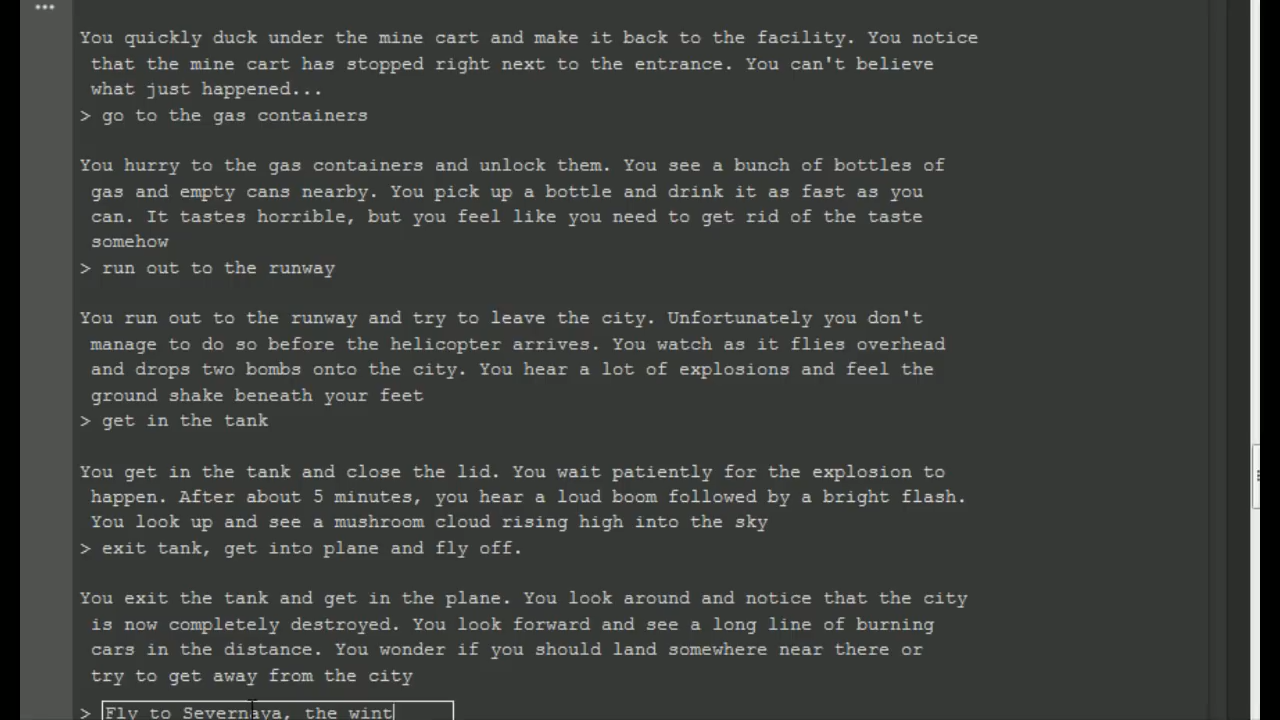 You quickly duck under the mine cart and make it back to the facility. You notice
that the mine cart has stopped right next to the entrance. You can't believe
what just happened...
> go to the gas containers
You hurry to the gas containers and unlock them. You see a bunch of bottles of
gas and empty cans nearby. You pick up a bottle and drink it as fast as you
can. It tastes horrible, but you feel like you need to get rid of the taste
somehow
> run out to the runway
You run out to the runway and try to leave the city. Unfortunately you don't
manage to do so before the helicopter arrives. You watch as it flies overhead
and drops two bombs onto the city. You hear a lot of explosions and feel the
ground shake beneath your feet
> get in the tank
You get in the tank and close the lid. You wait patiently for the explosion to
happen. After about 5 minutes, you hear a loud boom followed by a bright flash.
You look up and see a mushroom cloud rising high into the sky
> exit tank, get into plane and fly off.
You exit the tank and get in the plane. You look around and notice that the city
is now completely destroyed. You look forward and see a long line of burning
cars in the distance. You wonder if you should land somewhere near there or
try to get away from the city
> Fly to Severnaya, the wint